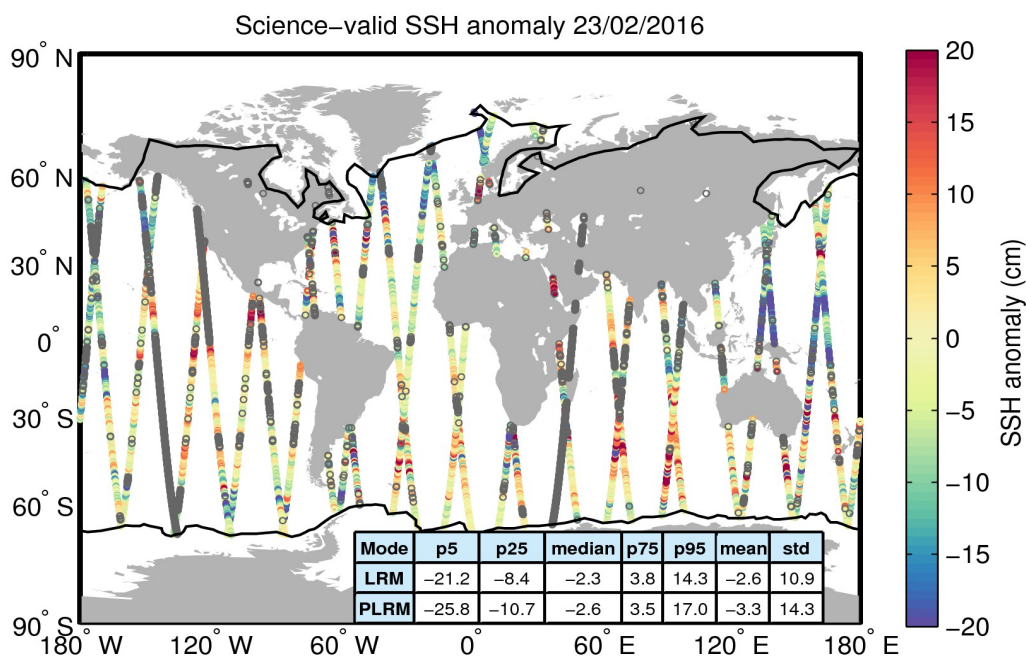 Science−valid SSH anomaly 23/02/2016
90° N
60° N
30° N
0°
30° S
60° S
90° S
180° W
120° W
60° W
0°
60° E
120° E
180° E
20
15
10
5
0
−5
−10
−15
−20
SSH anomaly (cm)
Mode p5 p25 median p75 p95 mean std
LRM −21.2 −8.4 −2.3 3.8 14.3 −2.6 10.9
PLRM −25.8 −10.7 −2.6 3.5 17.0 −3.3 14.3